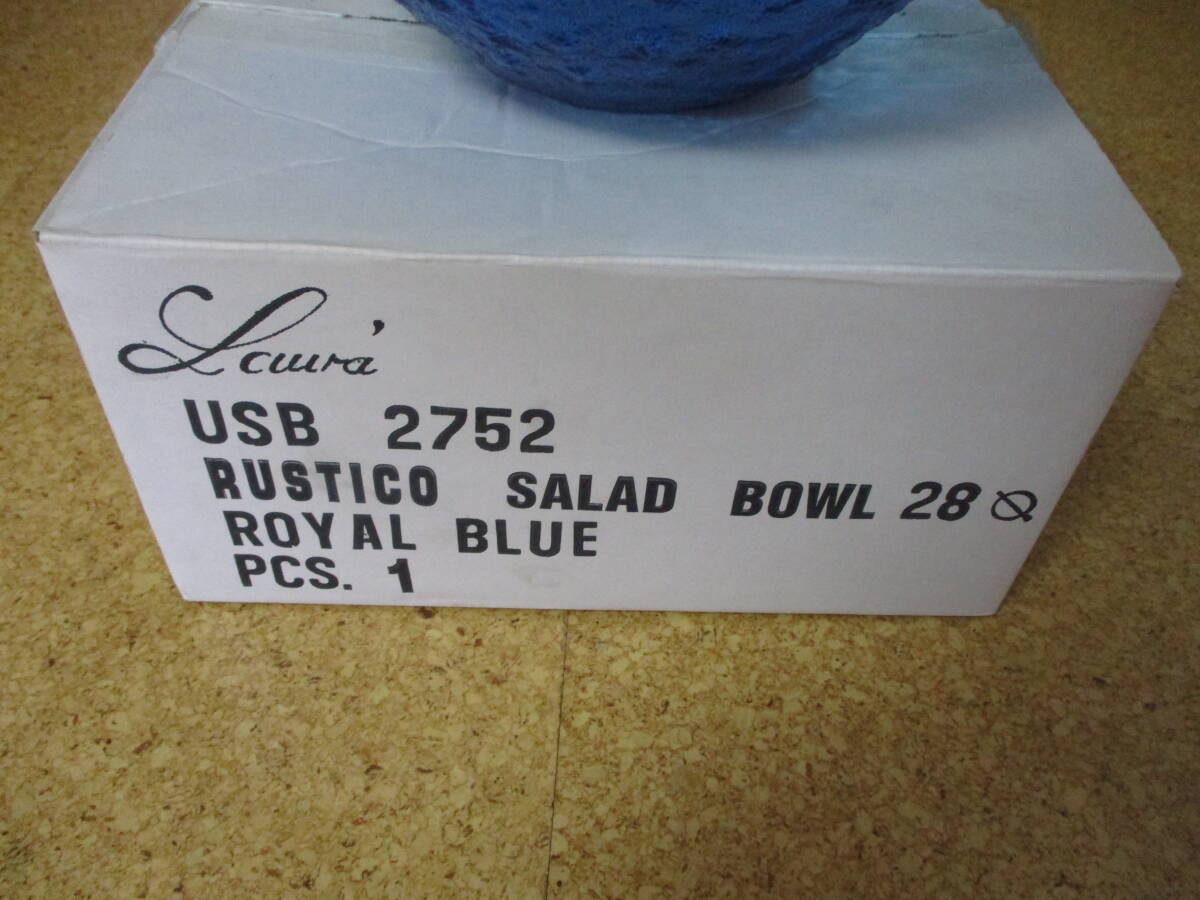 Laura'
USB 2752
RUSTICO SALAD BOWL 28 ⌀
ROYAL BLUE
PCS. 1